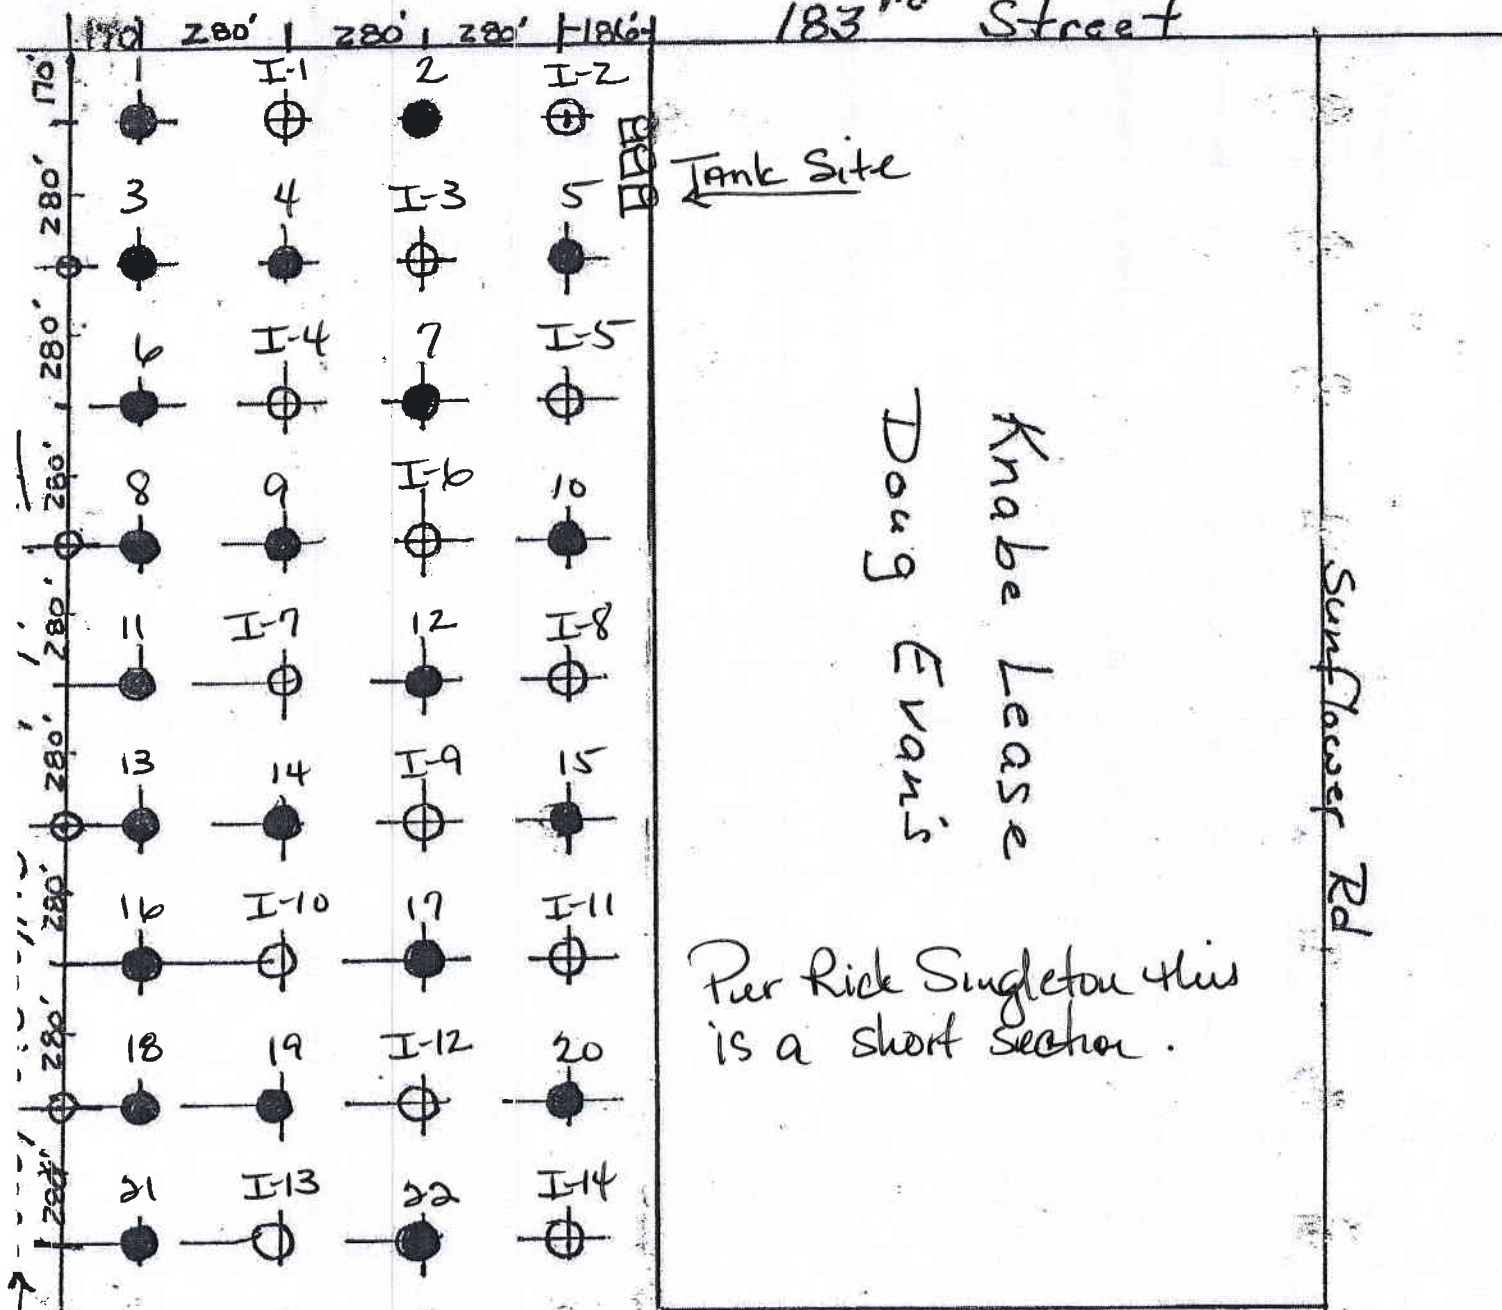 170' 280' 280' 280' 186'
183rd Street
170'
1 I-1 2 I-2
Tank Site
280'
3 4 I-3 5
280'
6 I-4 7 I-5
280'
8 9 I-6 10
280'
11 I-7 12 I-8
280'
13 14 I-9 15
280'
16 I-10 17 I-11
280'
18 19 I-12 20
280'
21 I-13 22 I-14
Knabe Lease
Doug Evan's
Sunflower Rd
Per Rick Singleton this
is a short section.